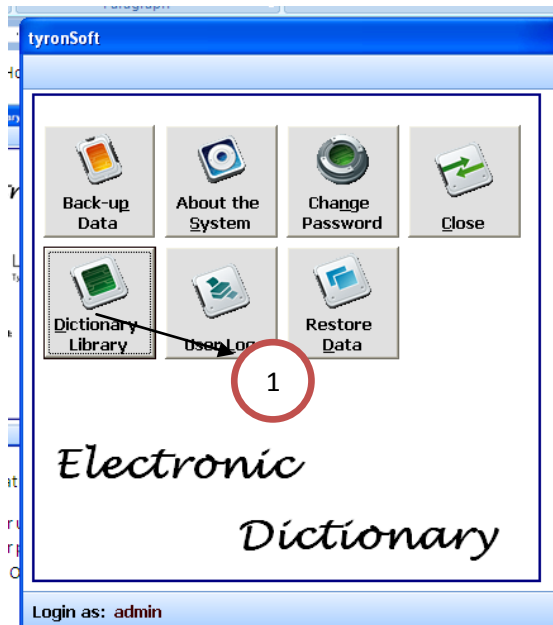 Paragraph
tyronSoft
Back-up
Data
About the
System
Change
Password
Close
Dictionary
Library
User Log
Restore
Data
1
Electronic
Dictionary
Login as: admin